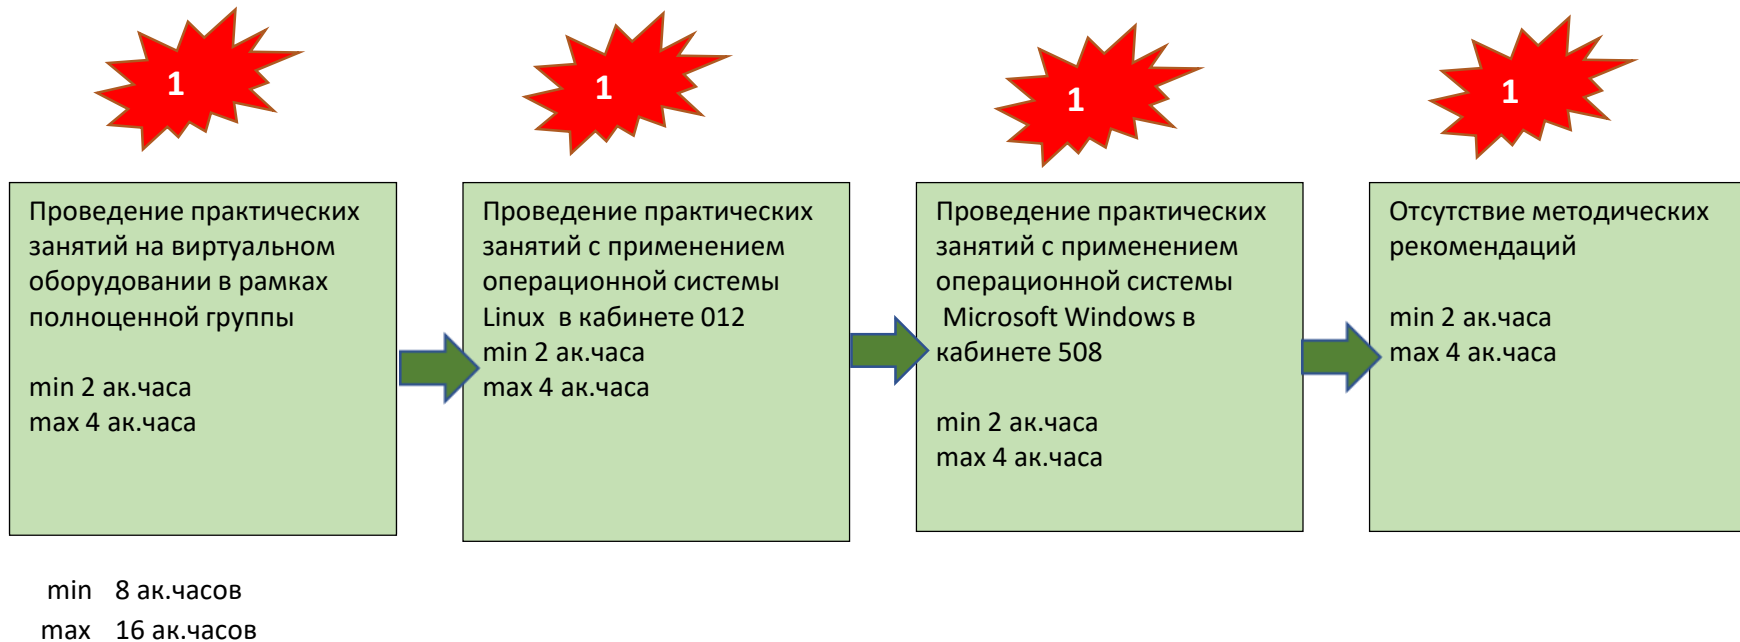 1
1
1
1
Проведение практических
занятий на виртуальном
оборудовании в рамках
полноценной группы
min 2 ак.часа
max 4 ак.часа
Проведение практических
занятий с применением
операционной системы
Linux в кабинете 012
min 2 ак.часа
max 4 ак.часа
Проведение практических
занятий с применением
операционной системы
Microsoft Windows в
кабинете 508
min 2 ак.часа
max 4 ак.часа
Отсутствие методических
рекомендаций
min 2 ак.часа
max 4 ак.часа
min 8 ак.часов
max 16 ак.часов